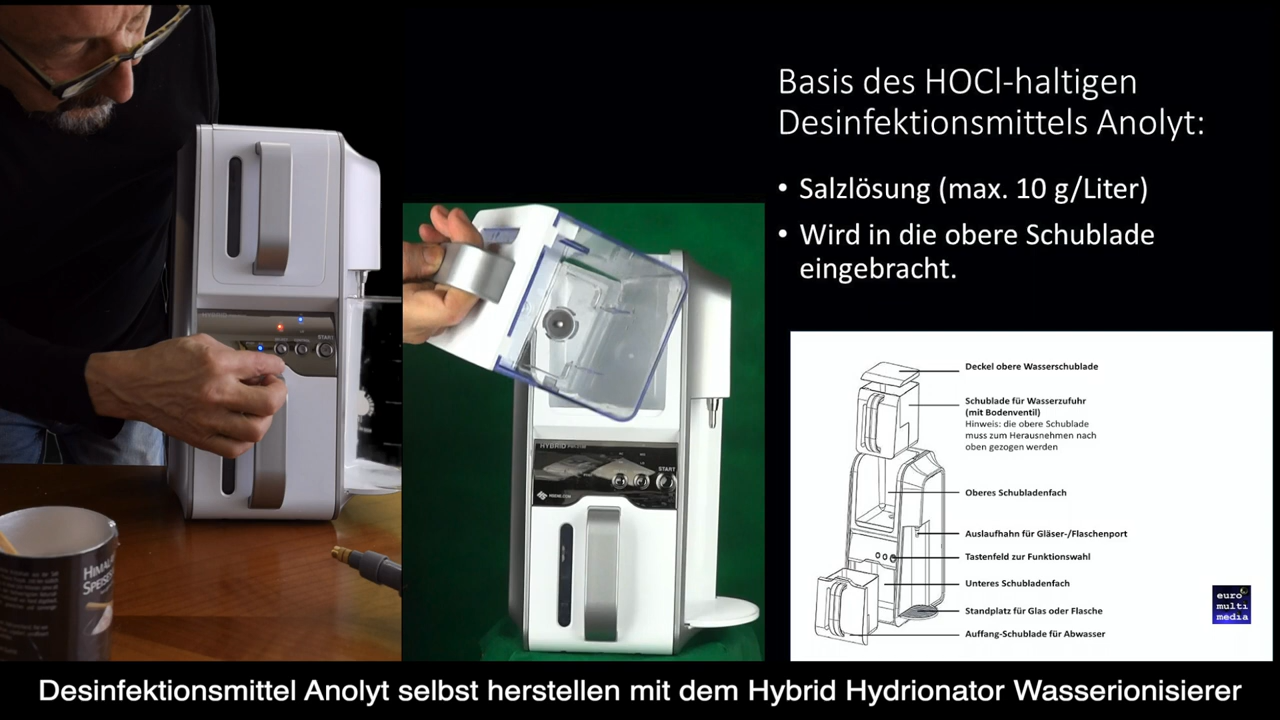 Basis des HOCl-haltigen
Desinfektionsmittels Anolyt:
• Salzlösung (max. 10 g/Liter)
• Wird in die obere Schublade
eingebracht.
HYBRID
START
HYBRID
START
Deckel obere Wasserschublade
Schublade für Wasserzufuhr
(mit Bodenventil)
Hinweis: die obere Schublade
muss zum Herausnehmen nach
oben gezogen werden
Oberes Schubladenfach
Auslaufhahn für Gläser-/Flaschenport
Tastenfeld zur Funktionswahl
Unteres Schubladenfach
Standplatz für Glas oder Flasche
Auffang-Schublade für Abwasser
euro
multi
media
Desinfektionsmittel Anolyt selbst herstellen mit dem Hybrid Hydrionator Wasserionisierer